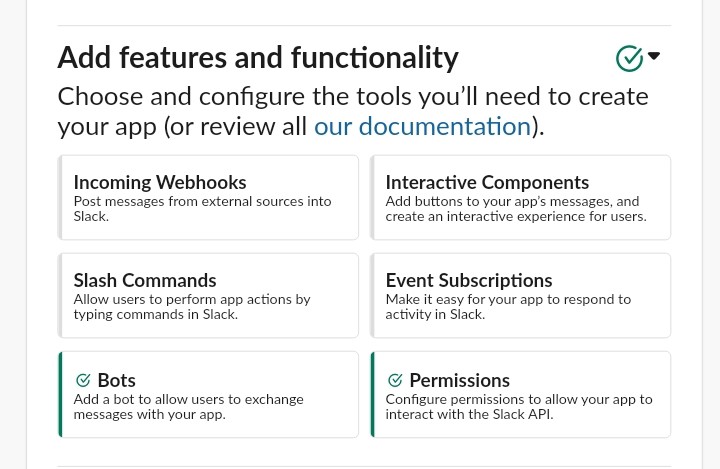 Add features and functionality
Choose and configure the tools you’ll need to create
your app (or review all our documentation).
Incoming Webhooks
Post messages from external sources into
Slack.
Interactive Components
Add buttons to your app’s messages, and
create an interactive experience for users.
Slash Commands
Allow users to perform app actions by
typing commands in Slack.
Event Subscriptions
Make it easy for your app to respond to
activity in Slack.
Bots
Add a bot to allow users to exchange
messages with your app.
Permissions
Configure permissions to allow your app to
interact with the Slack API.